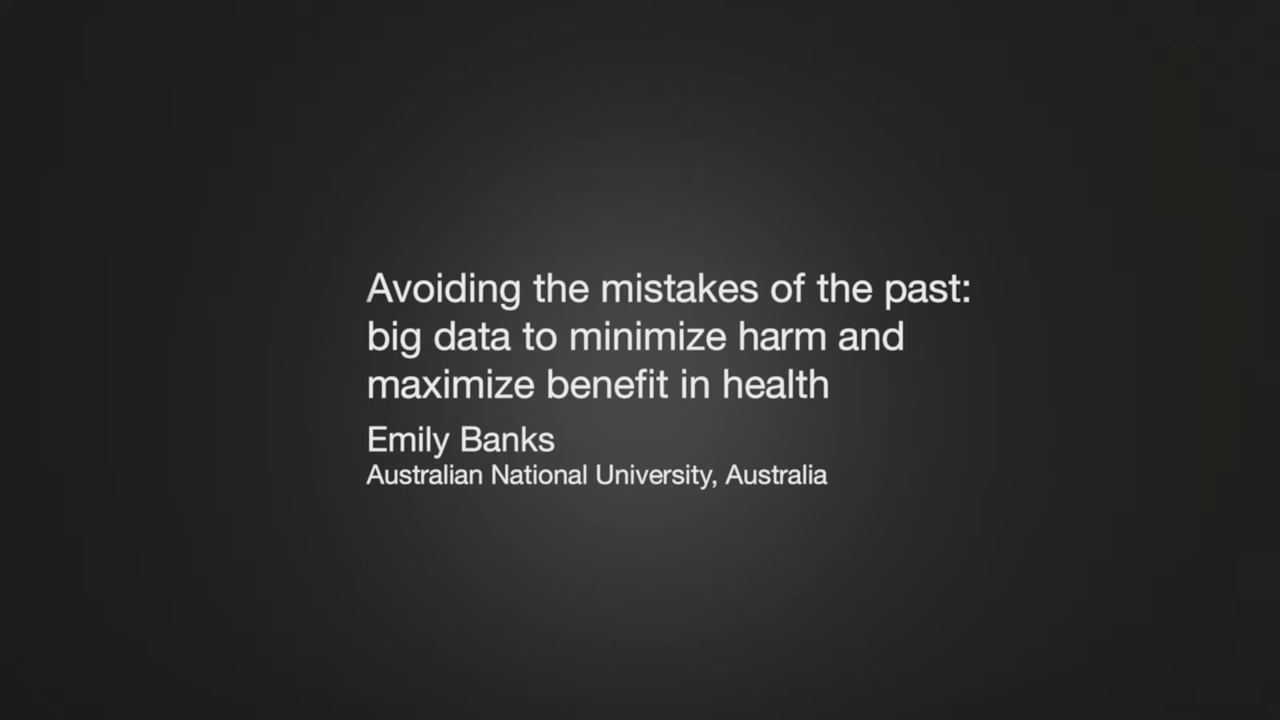 Avoiding the mistakes of the past:
big data to minimize harm and
maximize benefit in health
Emily Banks
Australian National University, Australia